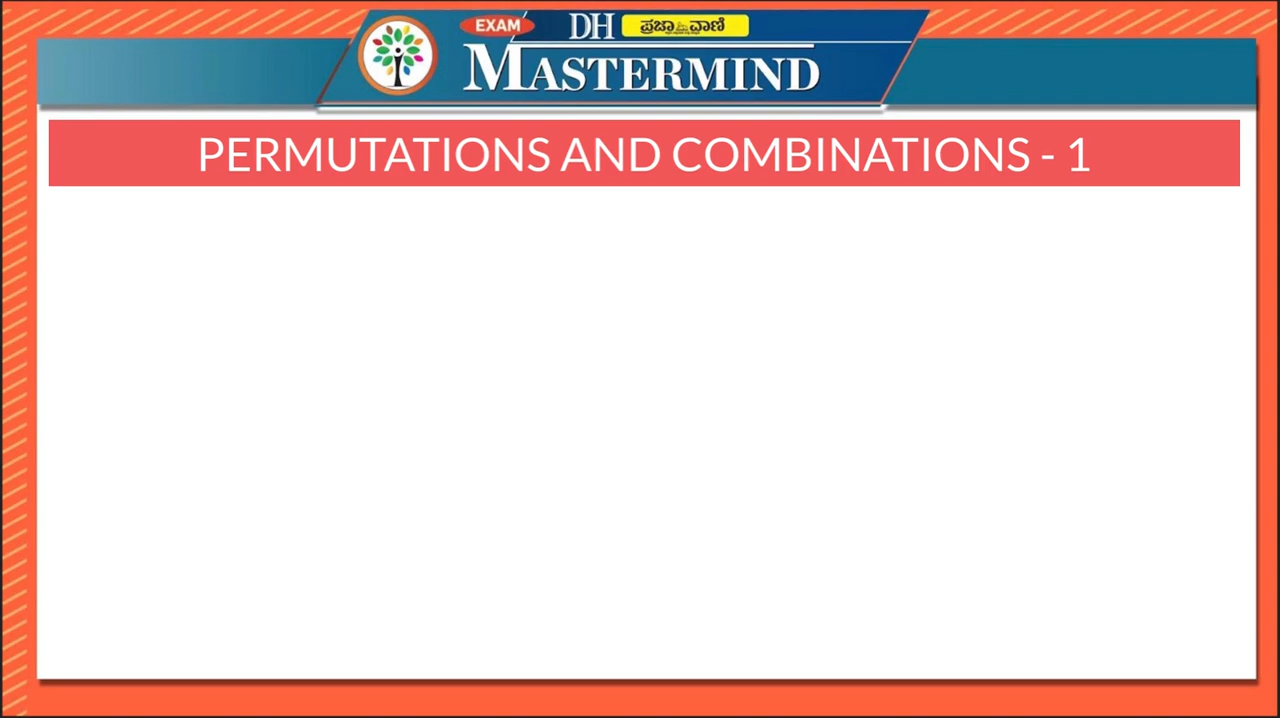 EXAM
DH ಪ್ರಜಾವಾಣಿ
MASTERMIND
PERMUTATIONS AND COMBINATIONS - 1